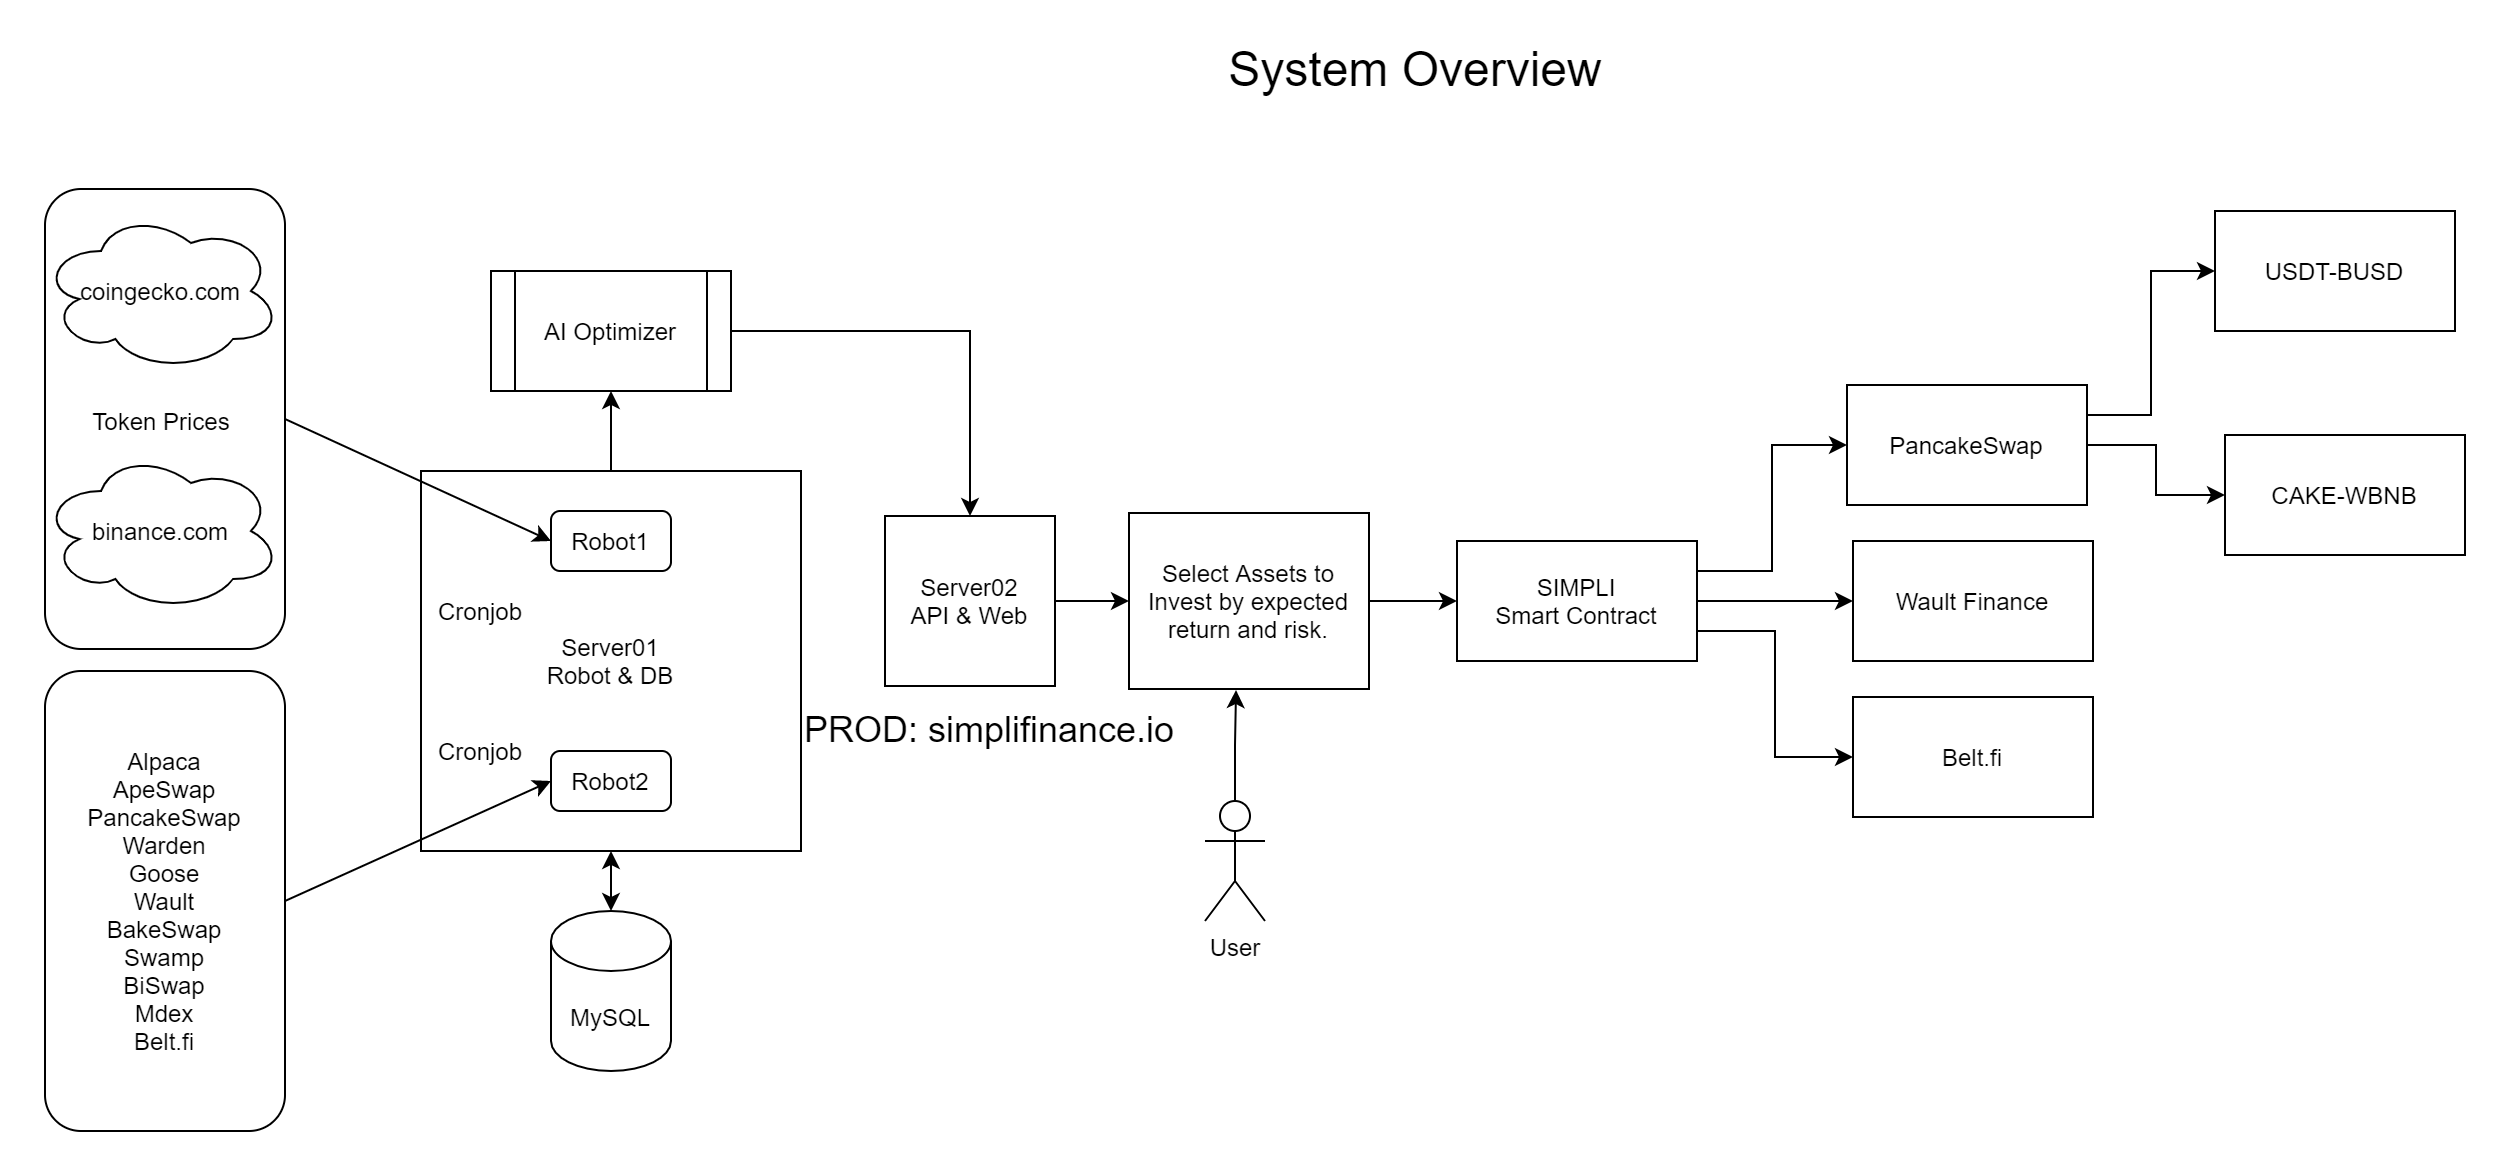 System Overview
coingecko.com
Token Prices
binance.com
Alpaca
ApeSwap
PancakeSwap
Warden
Goose
Wault
BakeSwap
Swamp
BiSwap
Mdex
Belt.fi
AI Optimizer
Robot1
Cronjob
Server01
Robot & DB
Cronjob
Robot2
MySQL
Server02
API & Web
PROD: simplifinance.io
Select Assets to
Invest by expected
return and risk.
User
SIMPLI
Smart Contract
PancakeSwap
Wault Finance
Belt.fi
USDT-BUSD
CAKE-WBNB